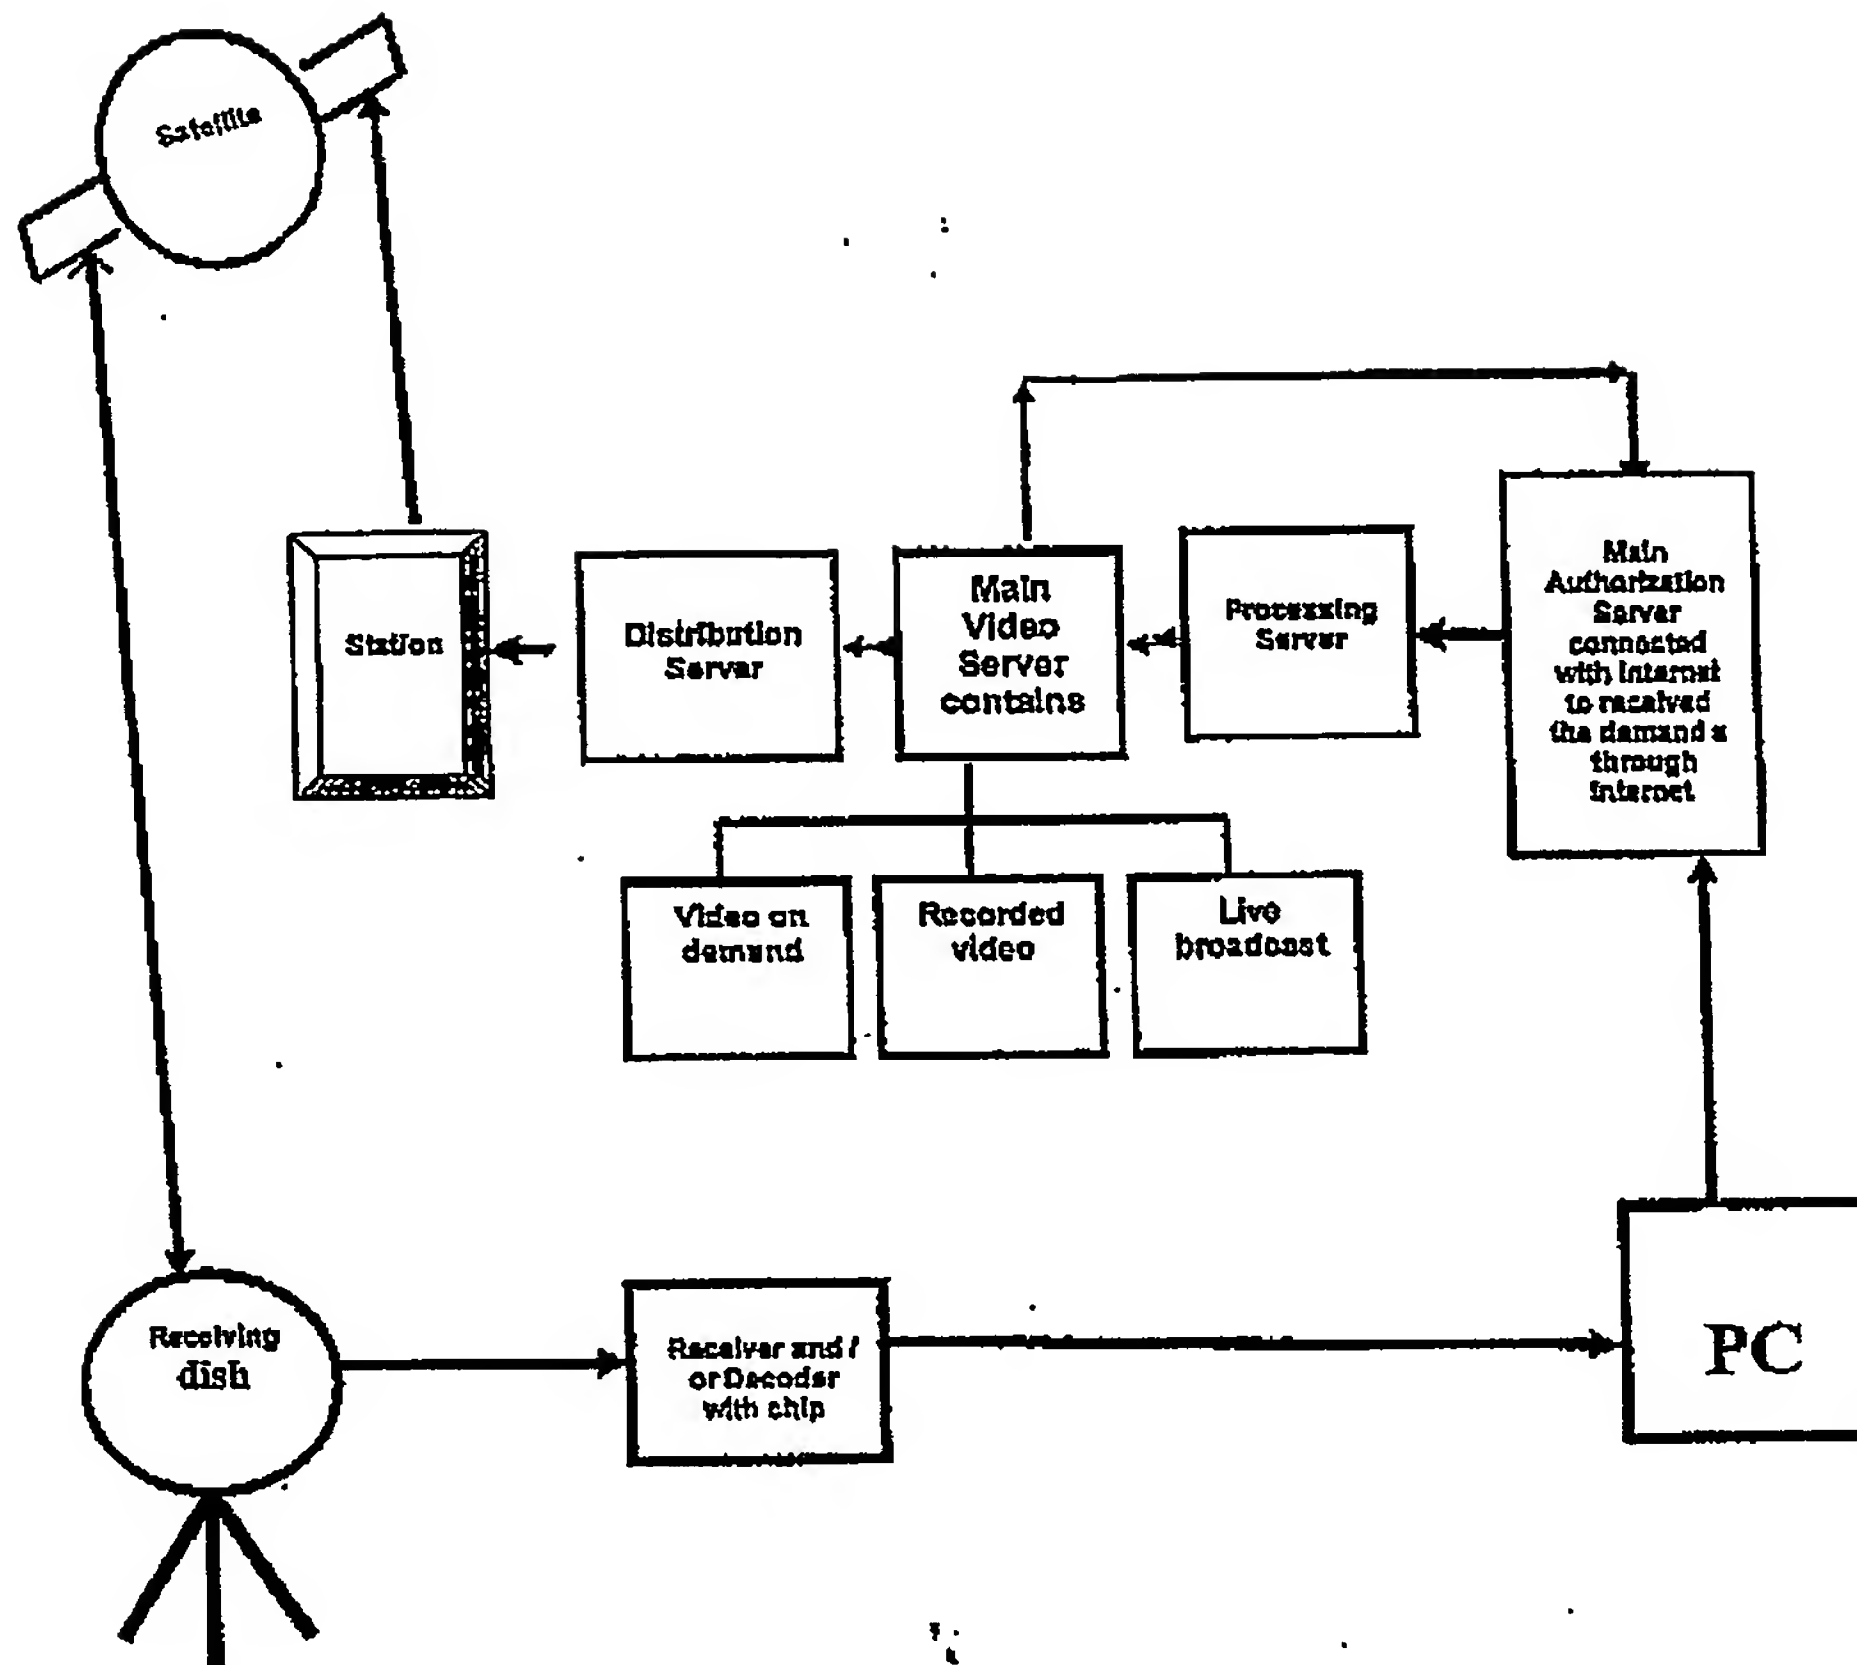 Satellite
Station
Distribution
Server
Main
Video
Server
contains
Processing
Server
Main
Authorization
Server
connected
with internet
to received
the demand s
through
internet
Video on
demand
Recorded
video
Live
broadcast
Receiving
dish
Receiver and /
or Decoder
with chip
PC